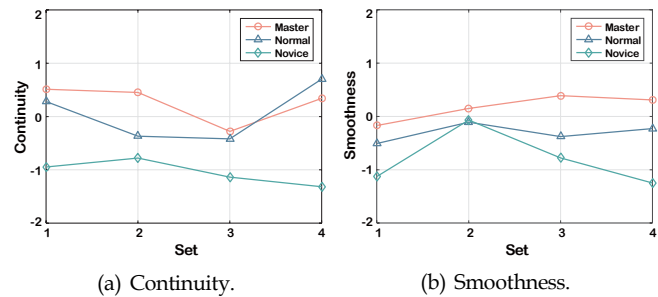 2
1
0
-1
-2
1
2
3
4
Continuity
Set
Master
Normal
Novice
(a) Continuity.
2
1
0
-1
-2
1
2
3
4
Smoothness
Set
Master
Normal
Novice
(b) Smoothness.